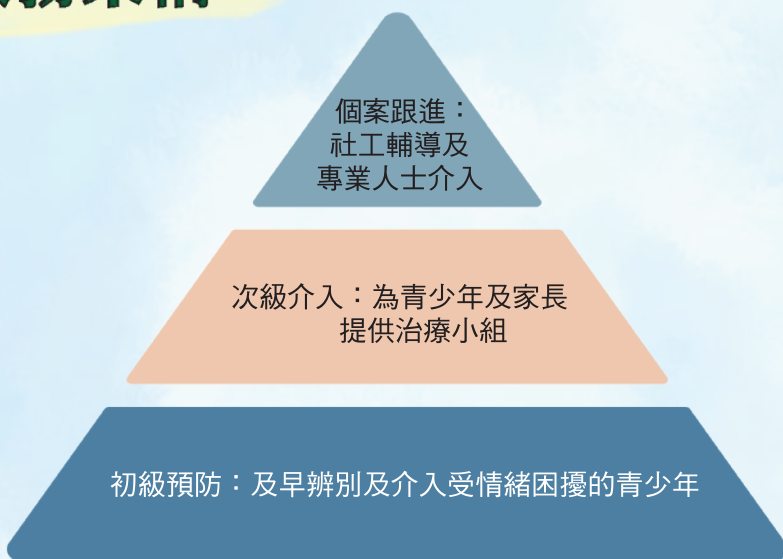 個案跟進：
社工輔導及
專業人士介入
次級介入：為青少年及家長
提供治療小組
初級預防：及早辨別及介入受情緒困擾的青少年